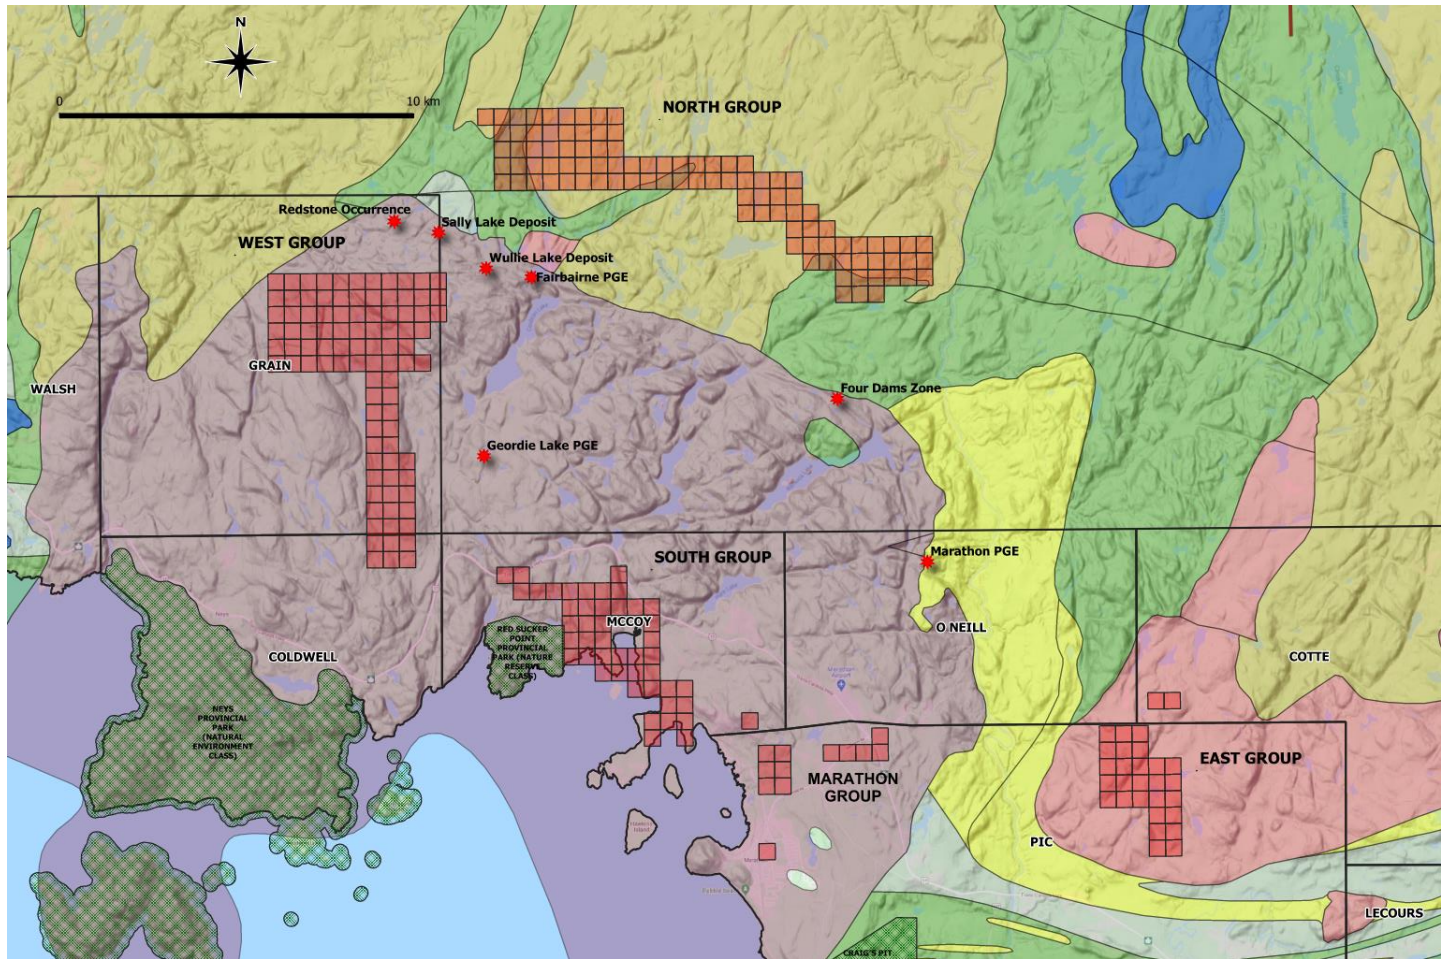 N
0
10 km
NORTH GROUP
Redstone Occurrence
Sally Lake Deposit
WEST GROUP
Wullie Lake Deposit
Fairbairne PGE
GRAIN
WALSH
Four Dams Zone
Geordie Lake PGE
SOUTH GROUP
Marathon PGE
MCCOY
O NEILL
RED SUCKER
POINT
PROVINCIAL
PARK (NATURE
RESERVE
CLASS)
COLDWELL
COTTE
Marathon
Airport
NEYS
PROVINCIAL
PARK
(NATURAL
ENVIRONMENT
CLASS)
EAST GROUP
MARATHON
GROUP
PIC
LECOURS
CRAIG'S PIT